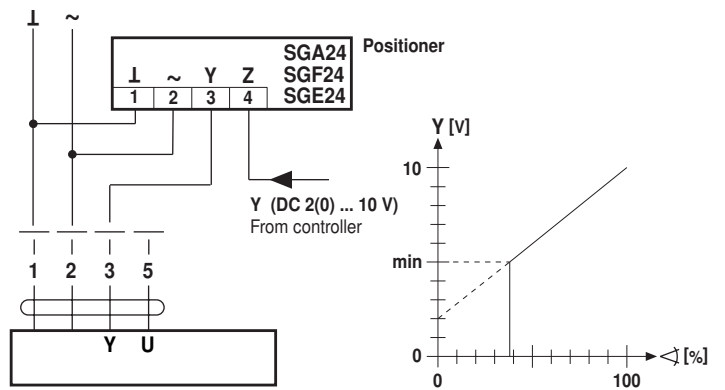 ⊥ ~
SGA24
SGF24
SGE24
Positioner
⊥ ~ Y Z
1 2 3 4
Y (DC 2(0) ... 10 V)
From controller
1 2 3 5
Y U
Y [V]
10
min
0
0 100
∢ [%]